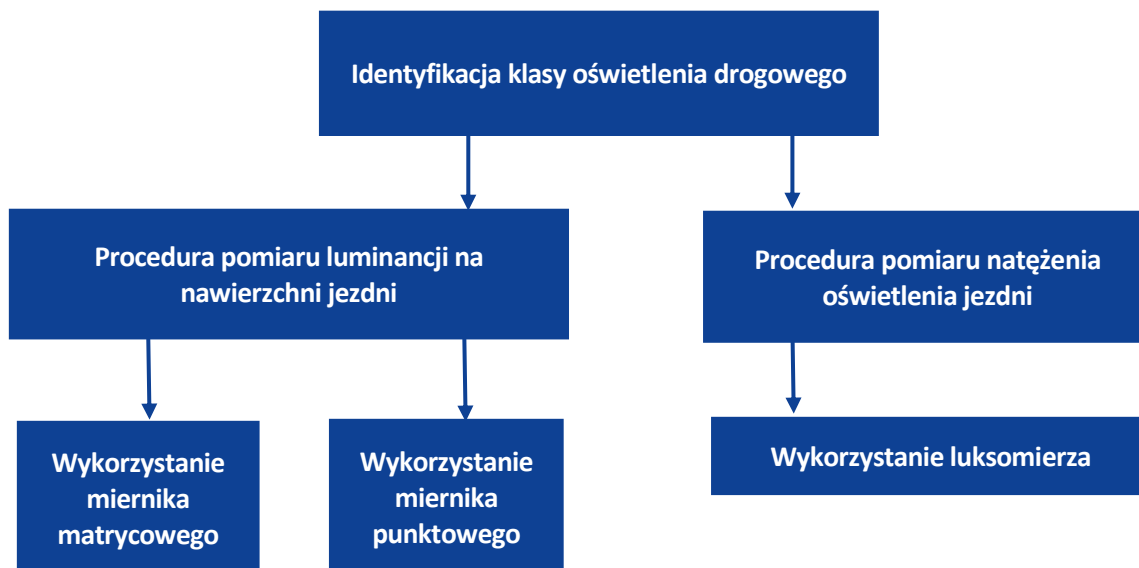 Identyfikacja klasy oświetlenia drogowego
Procedura pomiaru luminancji na
nawierzchni jezdni
Procedura pomiaru natężenia
oświetlenia jezdni
Wykorzystanie
miernika
matrycowego
Wykorzystanie
miernika
punktowego
Wykorzystanie luksomierza